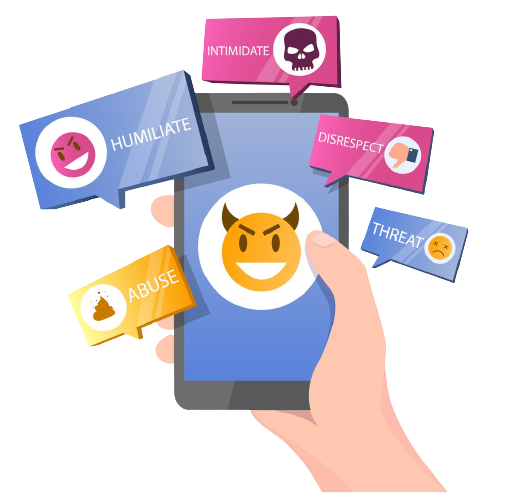 INTIMIDATE
HUMILIATE
DISRESPECT
THREAT
ABUSE